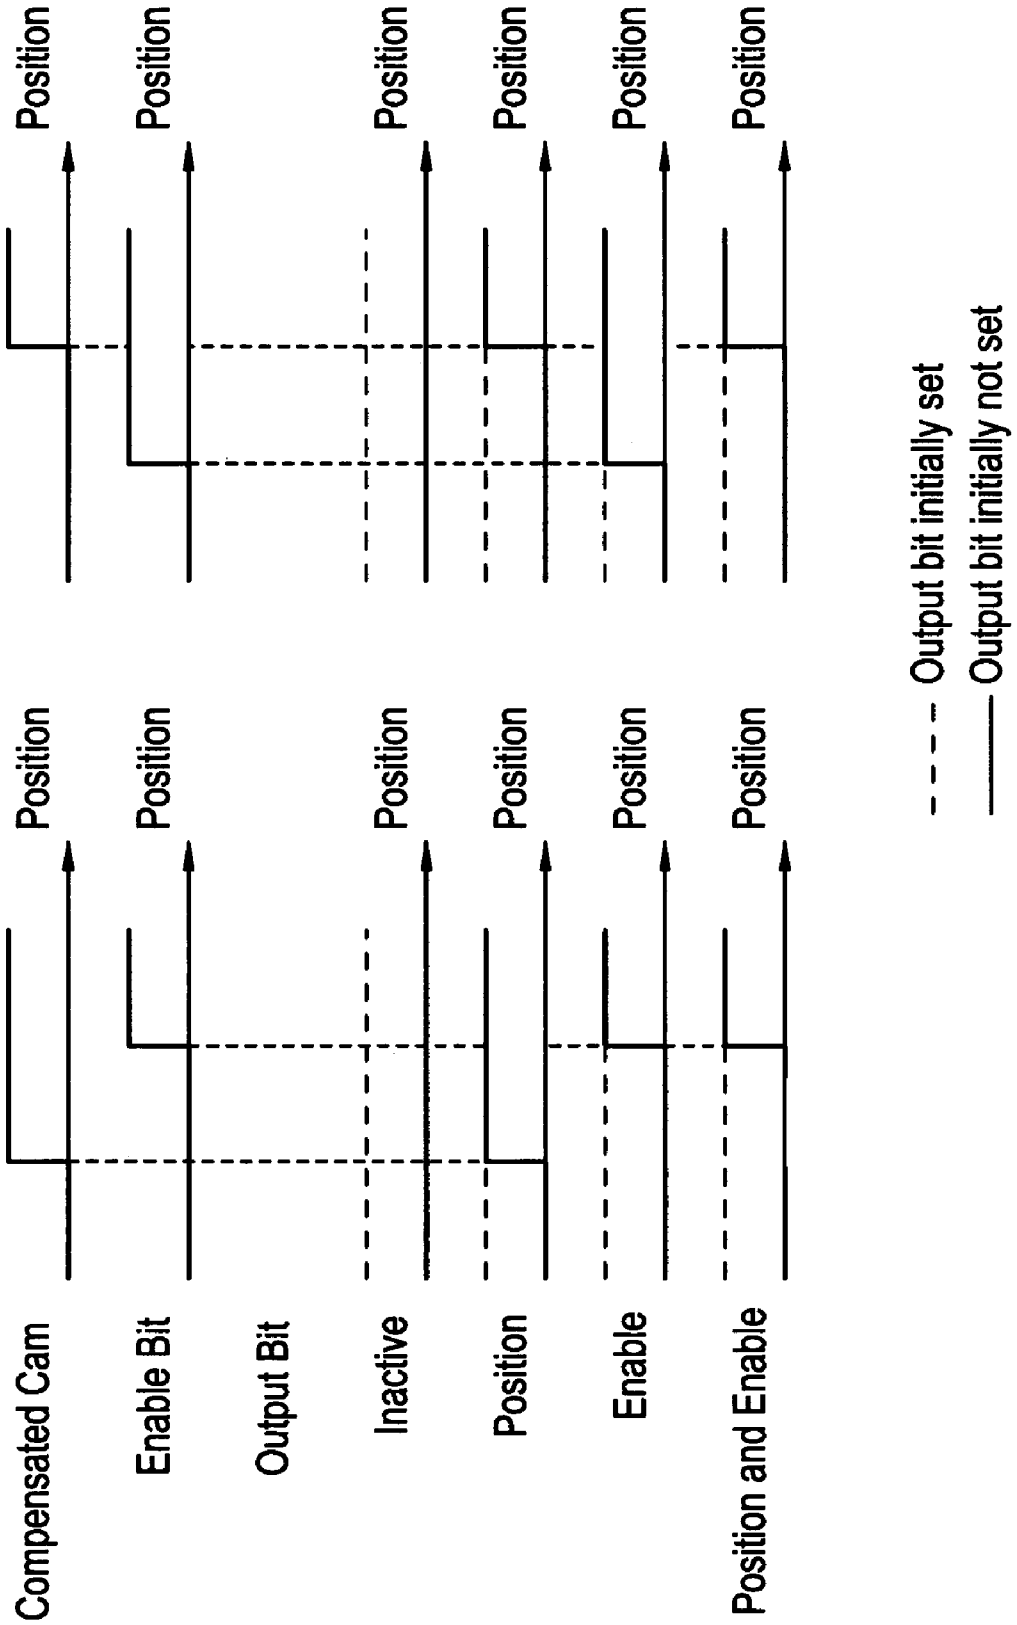 Compensated Cam
Position
Position
Enable Bit
Position
Position
Output Bit
Inactive
Position
Position
Position
Position
Position
Enable
Position
Position
Position and Enable
Position
Position
Output bit initially set
Output bit initially not set